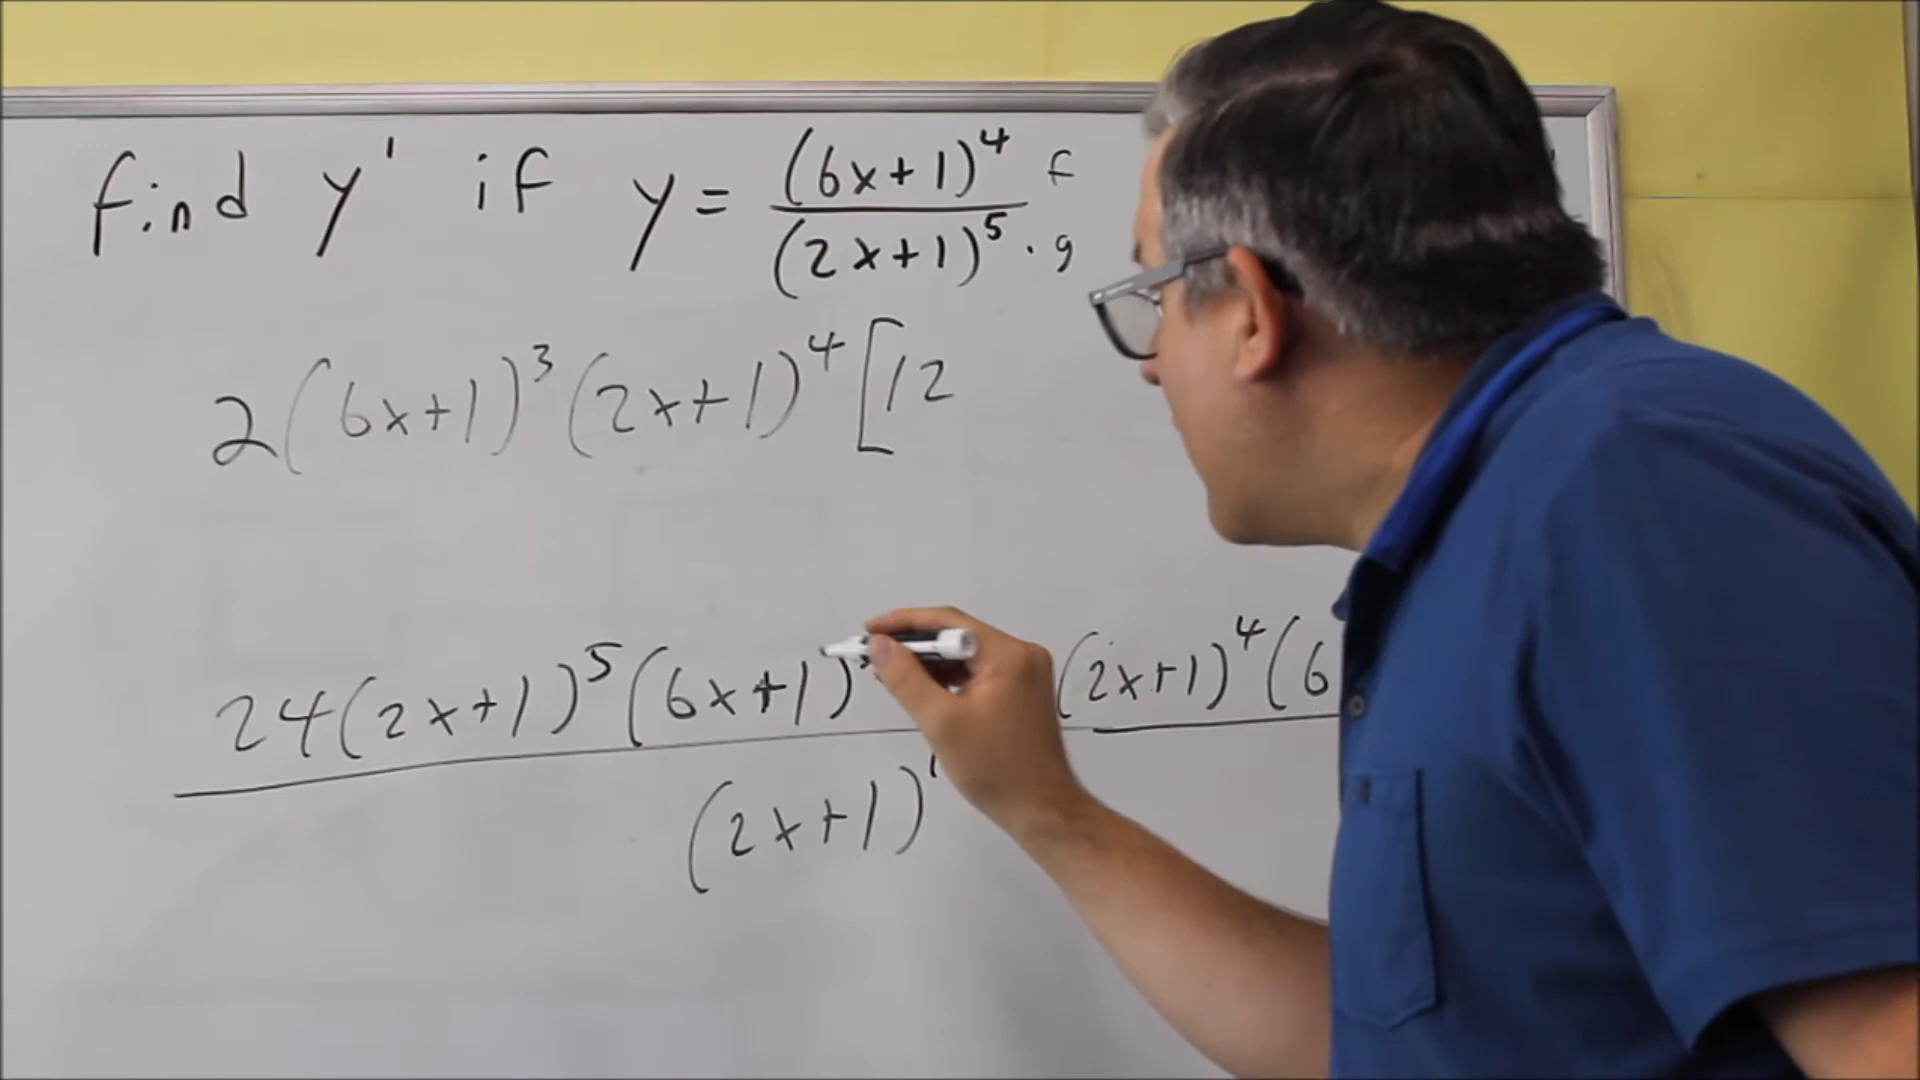 find y' if y = (6x+1)^4 f
(2x+1)^5 · g
2(6x+1)^3 (2x+1)^4 [12
24(2x+1)^5 (6x+1) (2x+1)^4 (6
(2x+1)